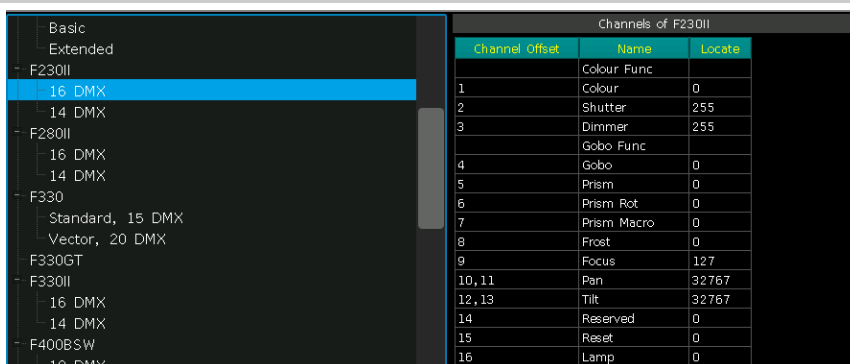 Basic
Extended
F230II
16 DMX
14 DMX
F280II
16 DMX
14 DMX
F330
Standard, 15 DMX
Vector, 20 DMX
F330GT
F330II
16 DMX
14 DMX
F400BSW
Channels of F230II
Channel Offset Name Locate
Colour Func
1 Colour 0
2 Shutter 255
3 Dimmer 255
Gobo Func
4 Gobo 0
5 Prism 0
6 Prism Rot 0
7 Prism Macro 0
8 Frost 0
9 Focus 127
10,11 Pan 32767
12,13 Tilt 32767
14 Reserved 0
15 Reset 0
16 Lamp 0